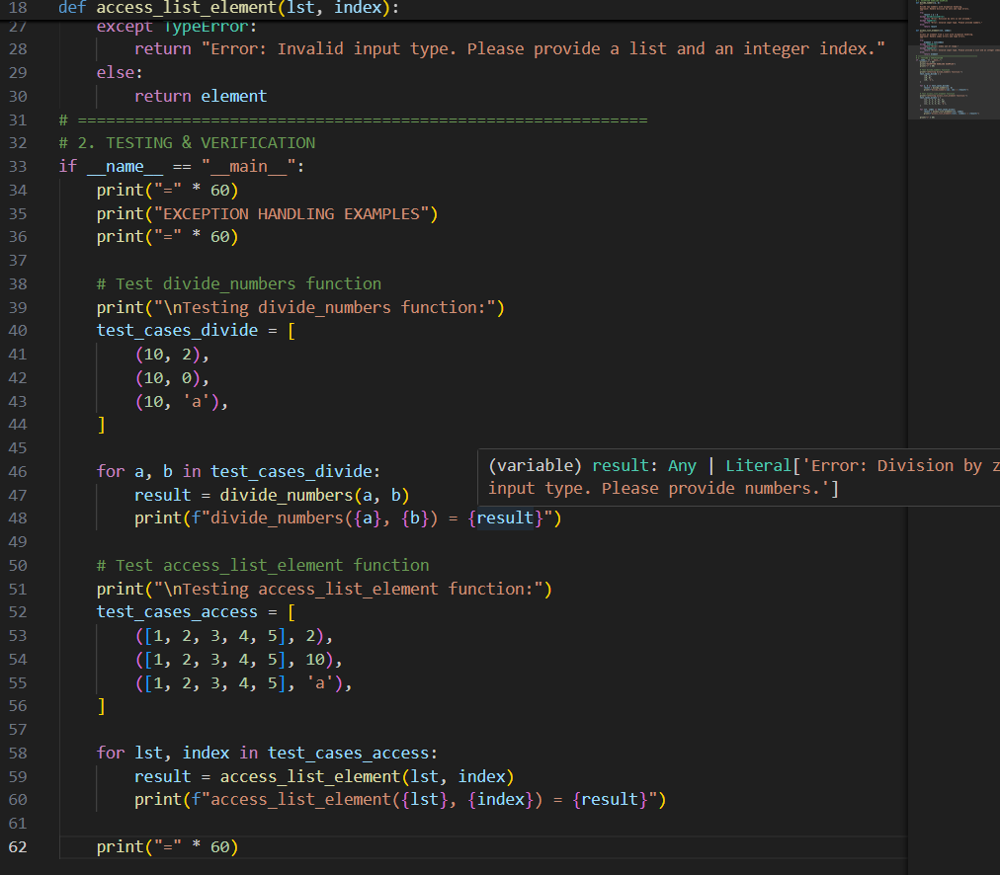 18 def access_list_element(lst, index):
27 except TypeError:
28 return "Error: Invalid input type. Please provide a list and an integer index."
29 else:
30 return element
31 # ============================================================
32 # 2. TESTING & VERIFICATION
33 if __name__ == "__main__":
34 print("=" * 60)
35 print("EXCEPTION HANDLING EXAMPLES")
36 print("=" * 60)
37
38 # Test divide_numbers function
39 print("\nTesting divide_numbers function:")
40 test_cases_divide = [
41 (10, 2),
42 (10, 0),
43 (10, 'a'),
44 ]
45
46 for a, b in test_cases_divide:
(variable) result: Any | Literal['Error: Division by z
input type. Please provide numbers.']
47 result = divide_numbers(a, b)
48 print(f"divide_numbers({a}, {b}) = {result}")
49
50 # Test access_list_element function
51 print("\nTesting access_list_element function:")
52 test_cases_access = [
53 ([1, 2, 3, 4, 5], 2),
54 ([1, 2, 3, 4, 5], 10),
55 ([1, 2, 3, 4, 5], 'a'),
56 ]
57
58 for lst, index in test_cases_access:
59 result = access_list_element(lst, index)
60 print(f"access_list_element({lst}, {index}) = {result}")
61
62 print("=" * 60)